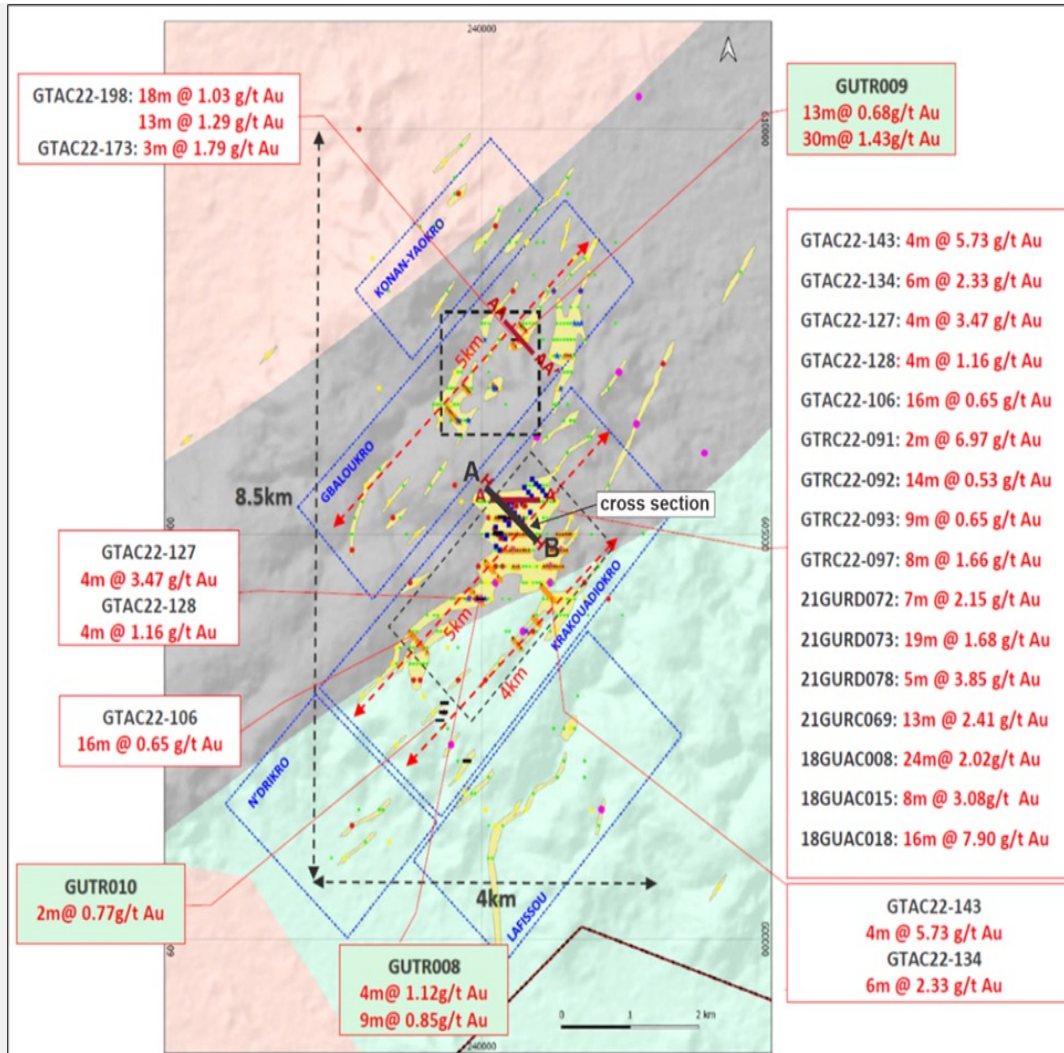 240000
GTAC22-198: 18m @ 1.03 g/t Au
13m @ 1.29 g/t Au
GTAC22-173: 3m @ 1.79 g/t Au
GUTR009
13m@ 0.68g/t Au
30m@ 1.43g/t Au
610000
KONAN-YAOKRO
AA
AA'
5km
GBALOUKRO
8.5km
A
A
A'
B
cross section
605000
00
GTAC22-143: 4m @ 5.73 g/t Au
GTAC22-134: 6m @ 2.33 g/t Au
GTAC22-127: 4m @ 3.47 g/t Au
GTAC22-128: 4m @ 1.16 g/t Au
GTAC22-106: 16m @ 0.65 g/t Au
GTRC22-091: 2m @ 6.97 g/t Au
GTRC22-092: 14m @ 0.53 g/t Au
GTRC22-093: 9m @ 0.65 g/t Au
GTRC22-097: 8m @ 1.66 g/t Au
21GURD072: 7m @ 2.15 g/t Au
21GURD073: 19m @ 1.68 g/t Au
21GURD078: 5m @ 3.85 g/t Au
21GURC069: 13m @ 2.41 g/t Au
18GUAC008: 24m@ 2.02g/t Au
18GUAC015: 8m @ 3.08g/t Au
18GUAC018: 16m @ 7.90 g/t Au
GTAC22-127
4m @ 3.47 g/t Au
GTAC22-128
4m @ 1.16 g/t Au
5km
4km
KRAKOUADIOKRO
GTAC22-106
16m @ 0.65 g/t Au
N'DRIKRO
GUTR010
2m@ 0.77g/t Au
4km
LAFISSOU
GUTR008
4m@ 1.12g/t Au
9m@ 0.85g/t Au
GTAC22-143
4m @ 5.73 g/t Au
GTAC22-134
6m @ 2.33 g/t Au
60
600000
0 1 2 km
240000